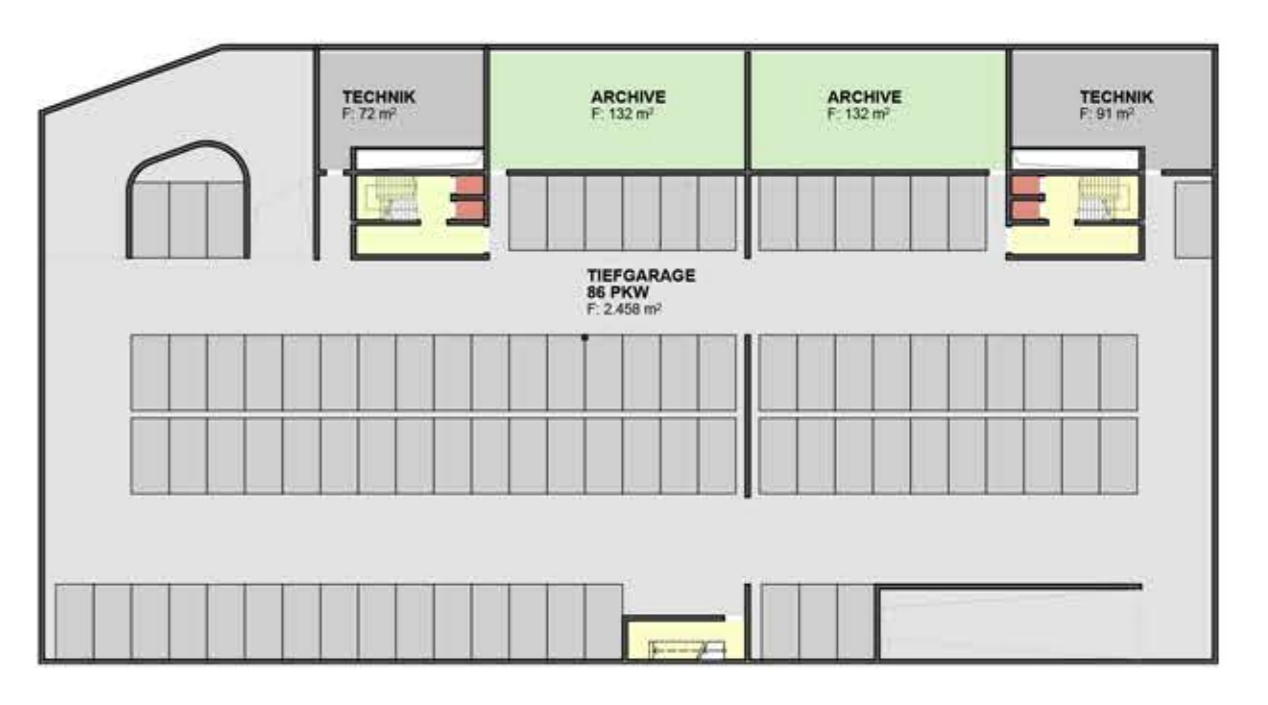 TECHNIK
F: 72 m²
ARCHIVE
F: 132 m²
ARCHIVE
F: 132 m²
TECHNIK
F: 91 m²
TIEFGARAGE
86 PKW
F: 2.458 m²